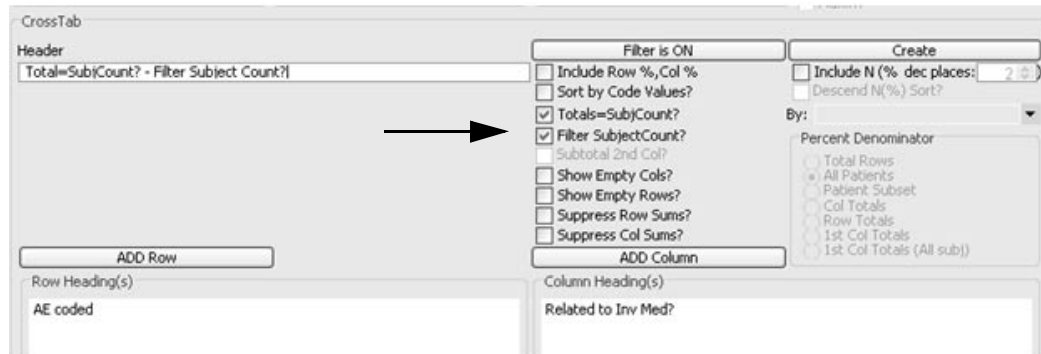 CrossTab
Header
Total=SubjCount? - Filter Subject Count?
Filter is ON
Include Row %,Col %
Sort by Code Values?
Totals=SubjCount?
Filter SubjectCount?
Subtotal 2nd Col?
Show Empty Cols?
Show Empty Rows?
Suppress Row Sums?
Suppress Col Sums?
Create
Include N (% dec places: 2 )
Descend N(%) Sort?
By:
Percent Denominator
Total Rows
All Patients
Patient Subset
Col Totals
Row Totals
1st Col Totals
1st Col Totals (All subj)
ADD Row
ADD Column
Row Heading(s)
AE coded
Column Heading(s)
Related to Inv Med?